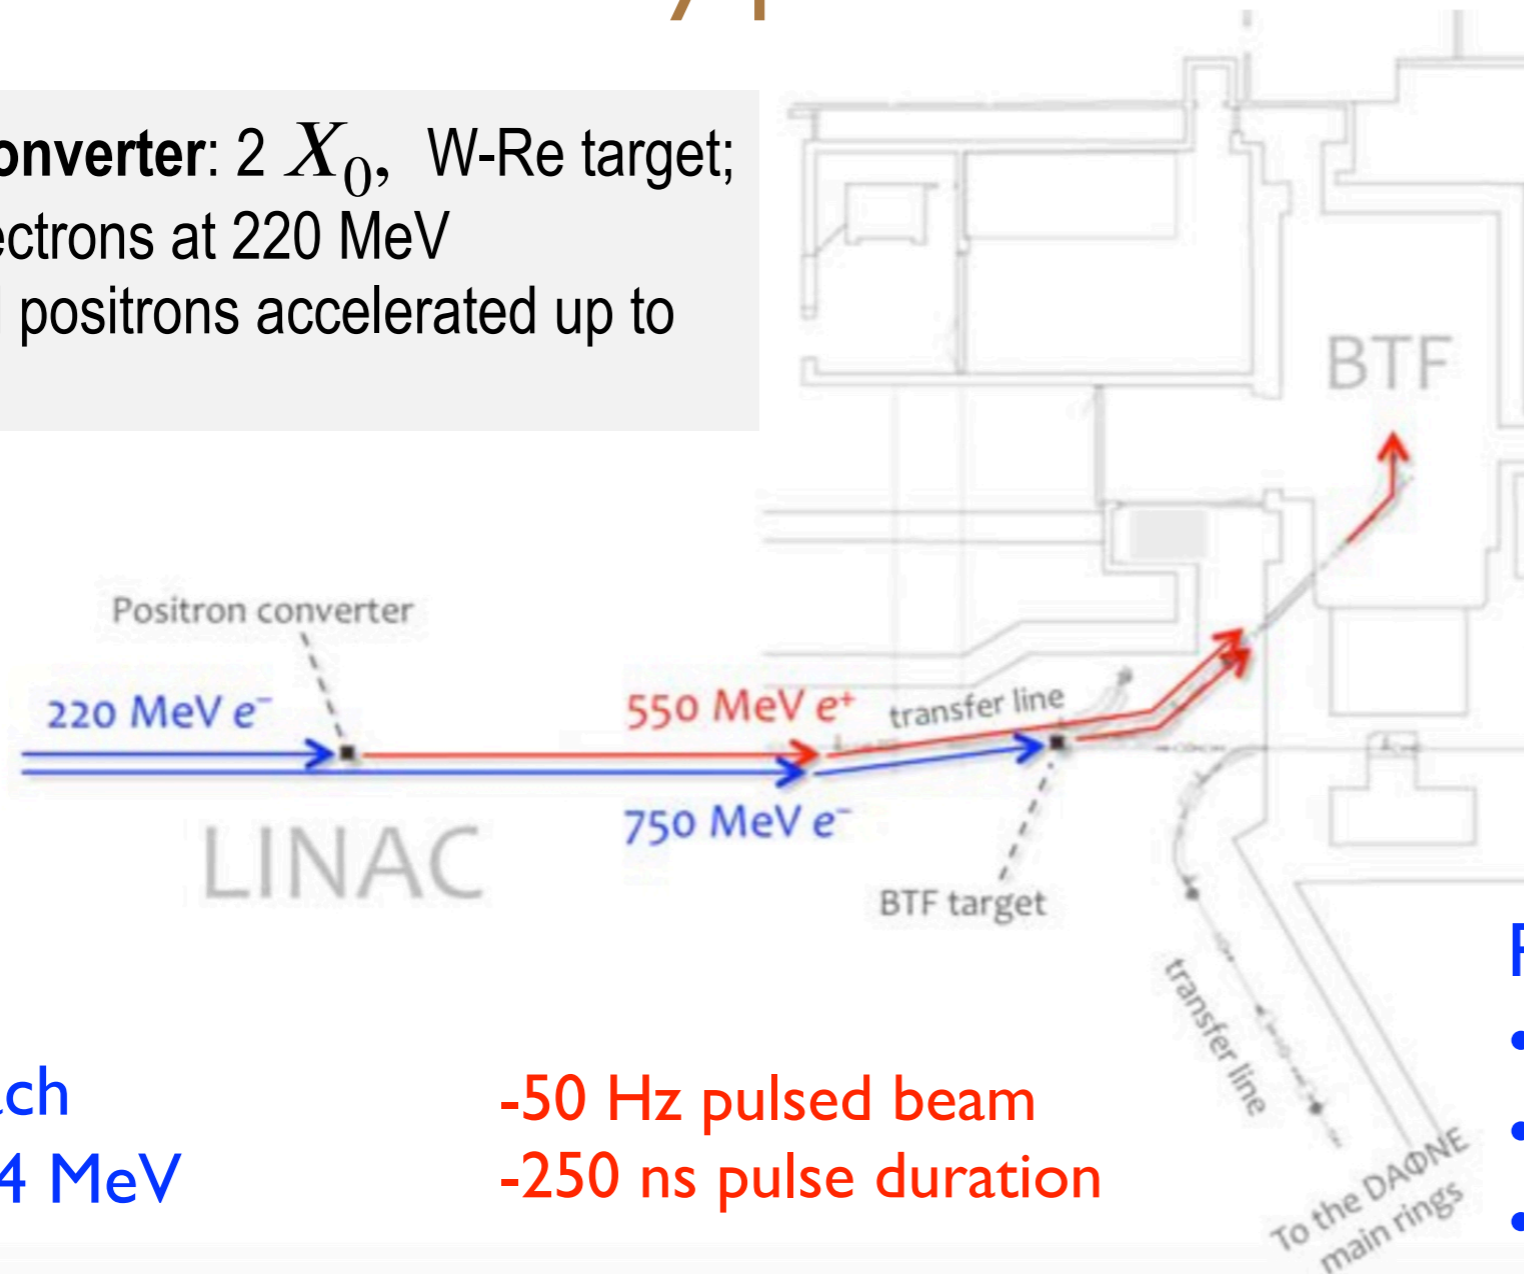 onverter: 2 X₀, W-Re target;
ectrons at 220 MeV
positrons accelerated up to
BTF
Positron converter
220 MeV e⁻
550 MeV e⁺
transfer line
750 MeV e⁻
LINAC
BTF target
transfer line
ch
-50 Hz pulsed beam
4 MeV
-250 ns pulse duration
To the DAΦNE
main rings